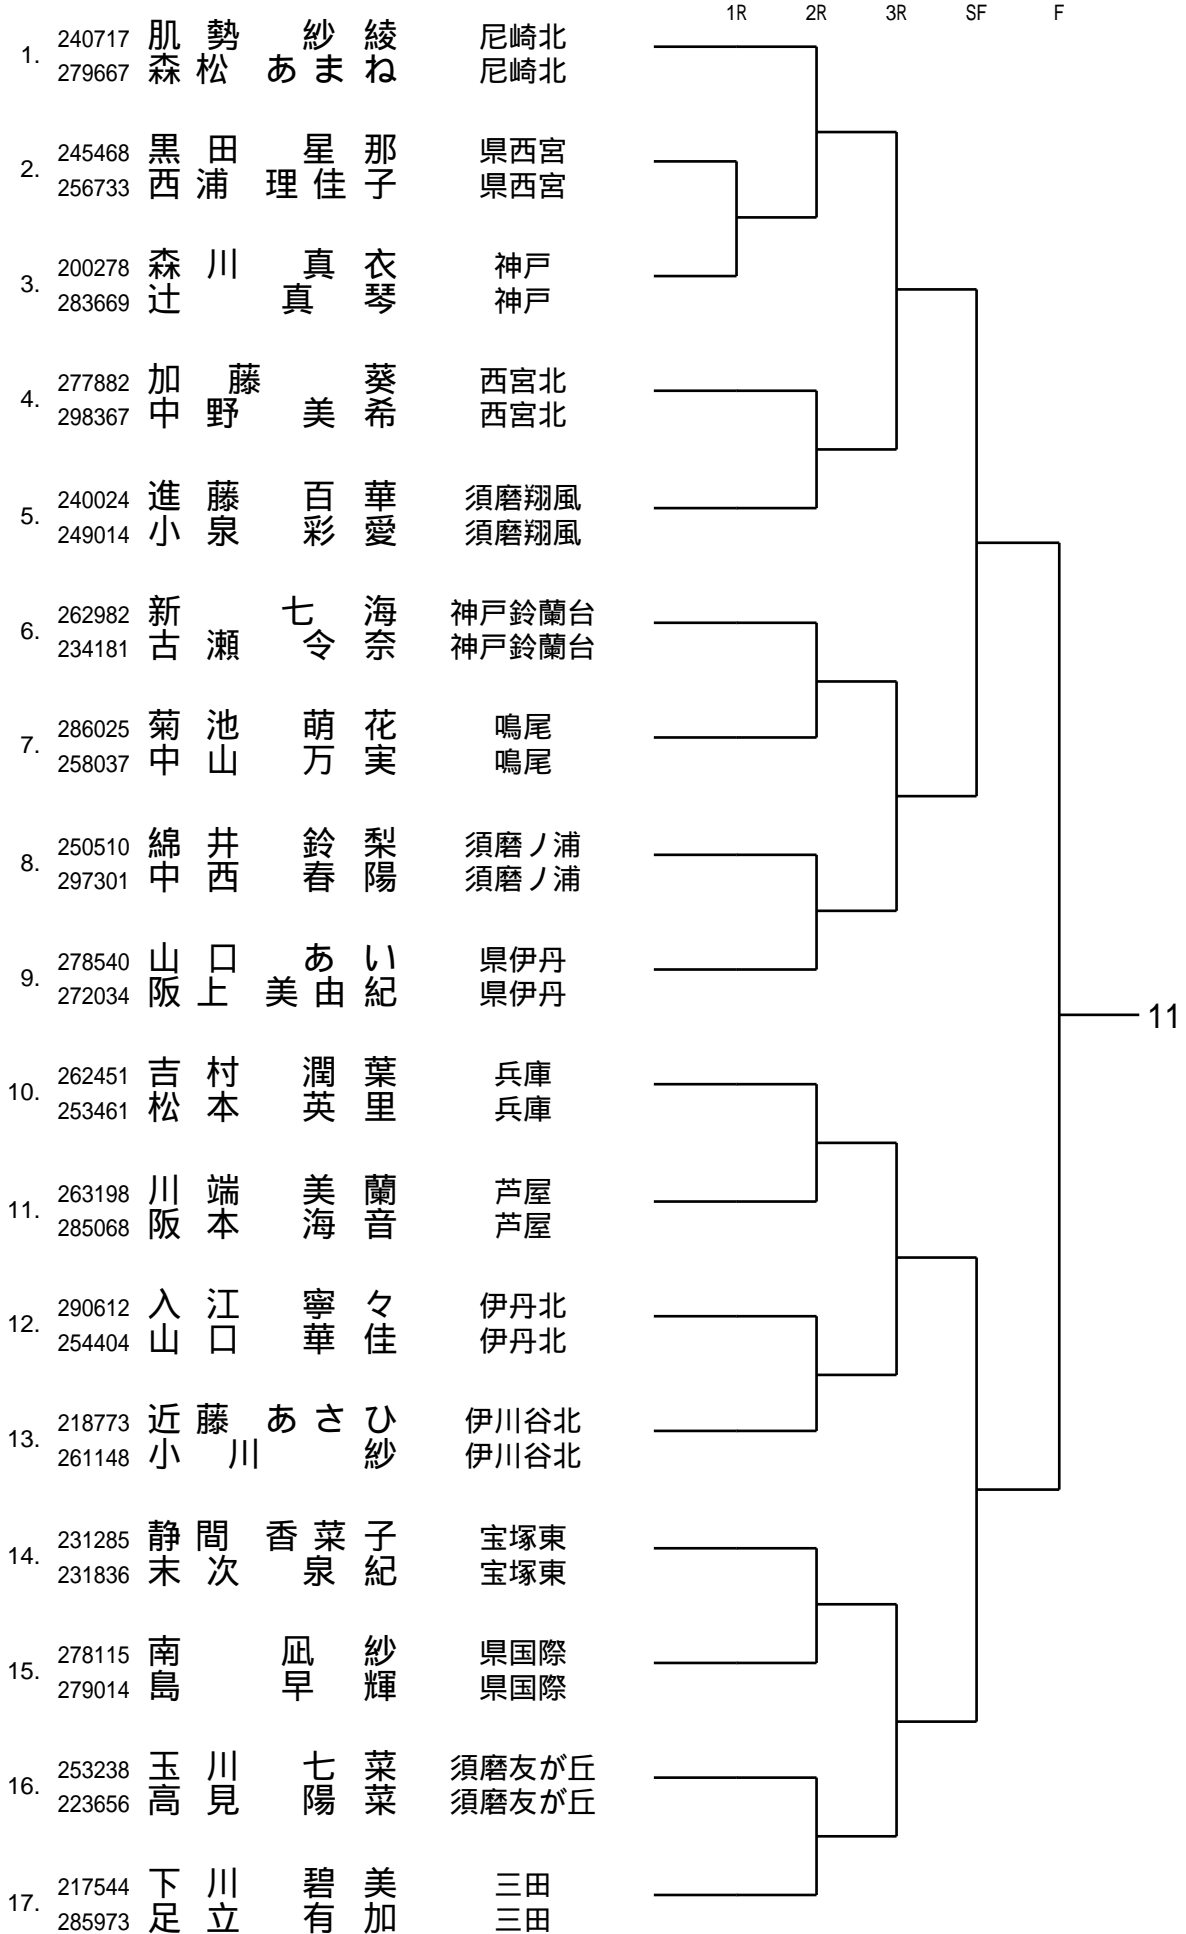 1R 2R 3R SF F
1. 240717 肌勢 紗綾 尼崎北
279667 森松 あまね 尼崎北
2. 245468 黒田 星那 県西宮
256733 西浦 理佳子 県西宮
3. 200278 森川 真衣 神戸
283669 辻 真琴 神戸
4. 277882 加藤 葵 西宮北
298367 中野 美希 西宮北
5. 240024 進藤 百華 須磨翔風
249014 小泉 彩愛 須磨翔風
6. 262982 新 七海 神戸鈴蘭台
234181 古瀬 令奈 神戸鈴蘭台
7. 286025 菊池 萌花 鳴尾
258037 中山 万実 鳴尾
8. 250510 綿井 鈴梨 須磨ノ浦
297301 中西 春陽 須磨ノ浦
9. 278540 山口 あい 県伊丹
272034 阪上 美由紀 県伊丹
11
10. 262451 吉村 潤葉 兵庫
253461 松本 英里 兵庫
11. 263198 川端 美蘭 芦屋
285068 阪本 海音 芦屋
12. 290612 入江 寧々 伊丹北
254404 山口 華佳 伊丹北
13. 218773 近藤 あさひ 伊川谷北
261148 小川 紗 伊川谷北
14. 231285 静間 香菜子 宝塚東
231836 末次 泉紀 宝塚東
15. 278115 南 凪紗 県国際
279014 島 早輝 県国際
16. 253238 玉川 七菜 須磨友が丘
223656 高見 陽菜 須磨友が丘
17. 217544 下川 碧美 三田
285973 足立 有加 三田